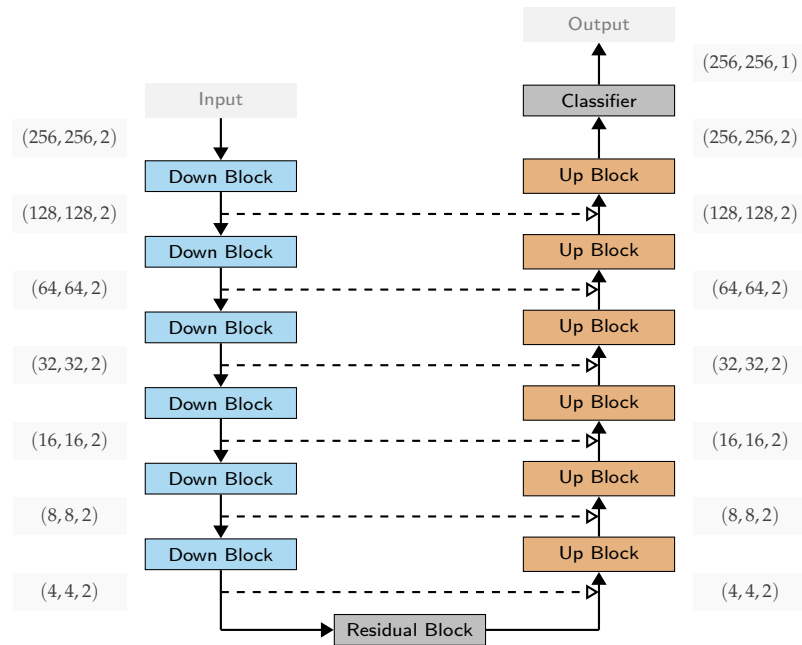 Output
(256, 256, 1)
Input
Classifier
(256, 256, 2)
(256, 256, 2)
Down Block
Up Block
(128, 128, 2)
(128, 128, 2)
Down Block
Up Block
(64, 64, 2)
(64, 64, 2)
Down Block
Up Block
(32, 32, 2)
(32, 32, 2)
Down Block
Up Block
(16, 16, 2)
(16, 16, 2)
Down Block
Up Block
(8, 8, 2)
(8, 8, 2)
Down Block
Up Block
(4, 4, 2)
(4, 4, 2)
Residual Block